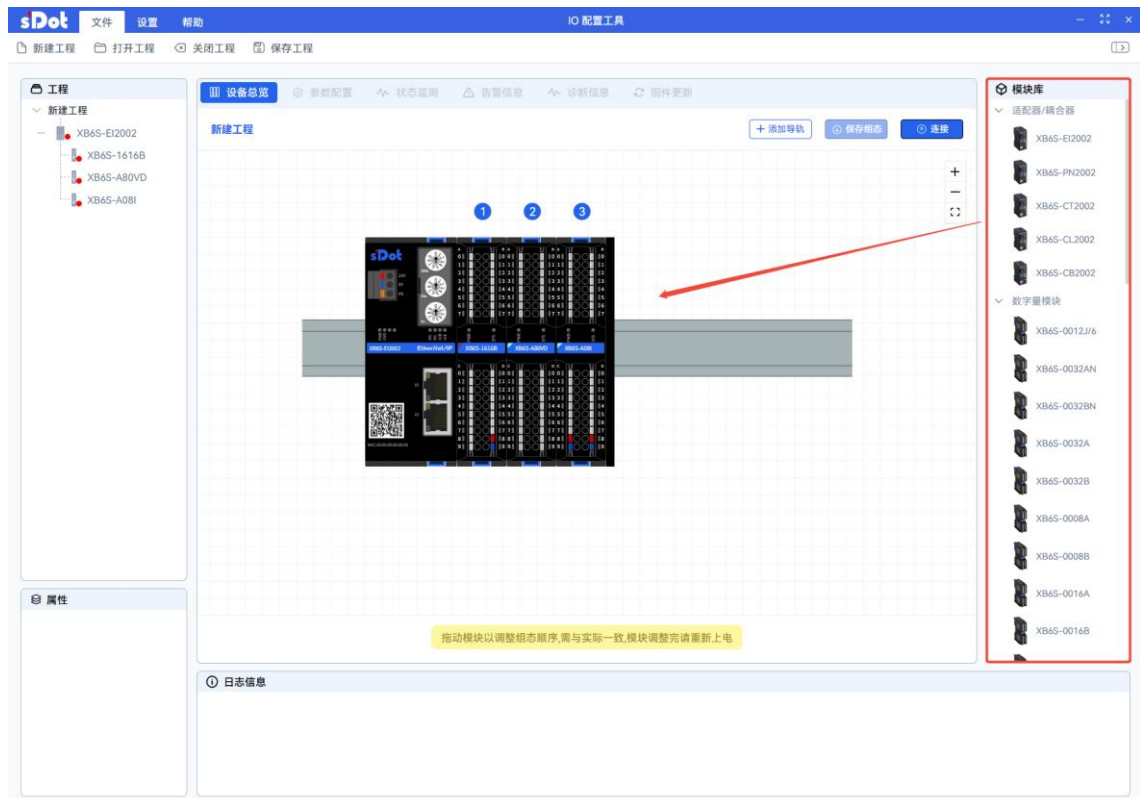 sDot 文件 设置 帮助 IO 配置工具
新建工程 打开工程 关闭工程 保存工程
工程
新建工程
XB6S-EI2002
XB6S-1616B
XB6S-A80VD
XB6S-A08I
属性
设备总览 参数配置 状态监测 告警信息 诊断信息 固件更新
新建工程 + 添加导轨 保存组态 连接
1 2 3
sDot
XB6S-EI2002 EtherNet/IP XB6S-1616B XB6S-A80VD XB6S-A08I
拖动模块以调整组态顺序,需与实际一致,模块调整完请重新上电
日志信息
模块库
适配器/耦合器
XB6S-EI2002
XB6S-PN2002
XB6S-CT2002
XB6S-CL2002
XB6S-CB2002
数字量模块
XB6S-0012J/6
XB6S-0032AN
XB6S-0032BN
XB6S-0032A
XB6S-0032B
XB6S-0008A
XB6S-0008B
XB6S-0016A
XB6S-0016B